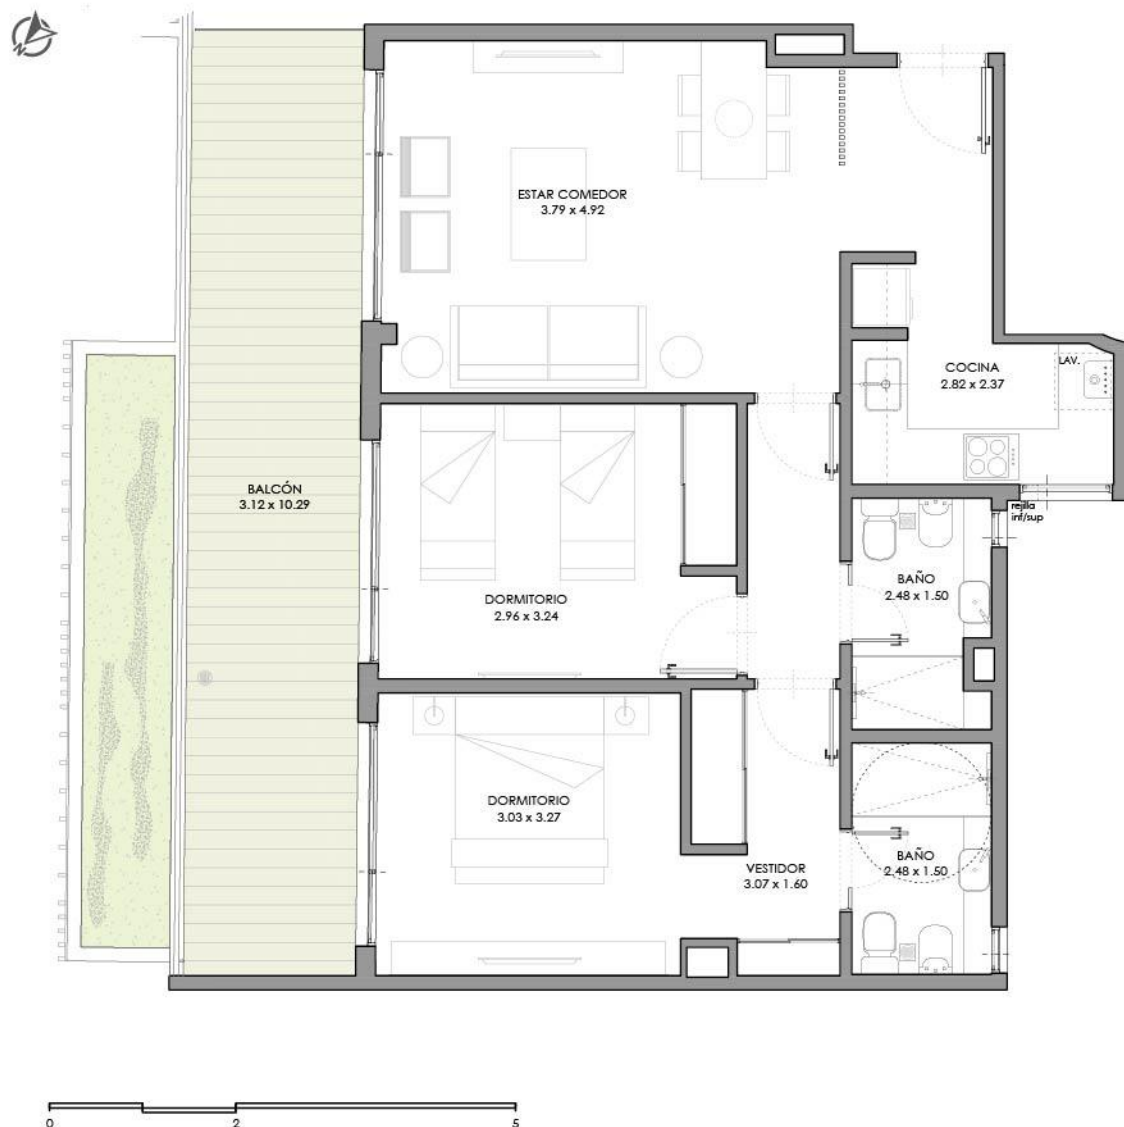 N
ESTAR COMEDOR
3.79 x 4.92
COCINA
2.82 x 2.37
LAV.
BALCÓN
3.12 x 10.29
rejilla
inf/sup
BAÑO
2.48 x 1.50
DORMITORIO
2.96 x 3.24
DORMITORIO
3.03 x 3.27
VESTIDOR
3.07 x 1.60
BAÑO
2.48 x 1.50
0 2 5